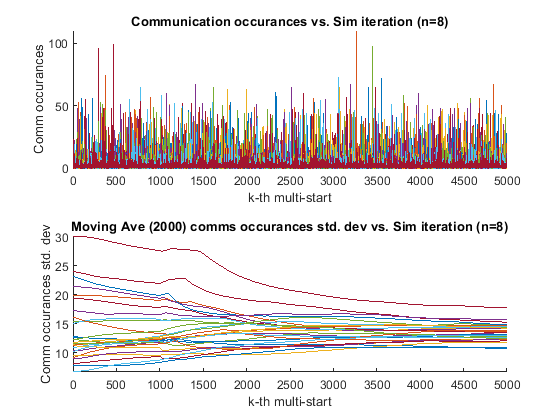 Communication occurances vs. Sim iteration (n=8)
Comm occurances
100
50
0
0 500 1000 1500 2000 2500 3000 3500 4000 4500 5000
k-th multi-start
Moving Ave (2000) comms occurances std. dev vs. Sim iteration (n=8)
Comm occurances std. dev
30
25
20
15
10
0 500 1000 1500 2000 2500 3000 3500 4000 4500 5000
k-th multi-start